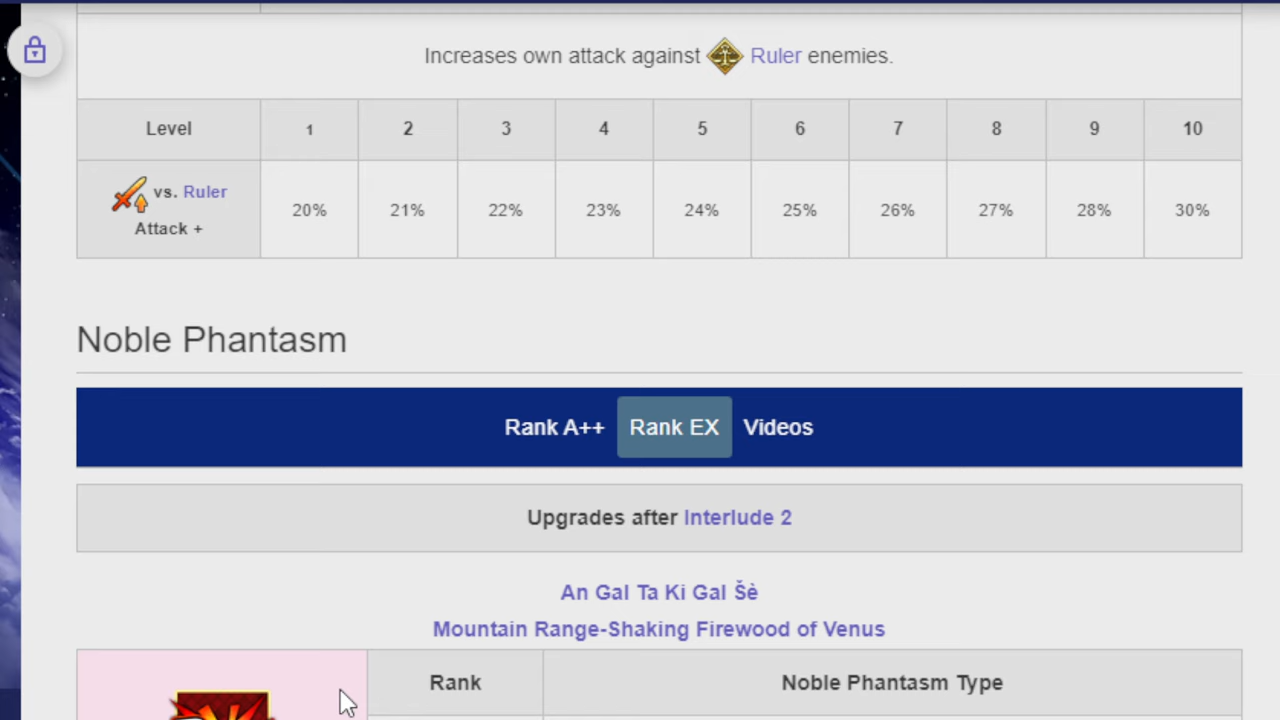 Increases own attack against Ruler enemies.
Level 1 2 3 4 5 6 7 8 9 10
vs. Ruler
Attack +
20% 21% 22% 23% 24% 25% 26% 27% 28% 30%
Noble Phantasm
Rank A++ Rank EX Videos
Upgrades after Interlude 2
An Gal Ta Ki Gal Šè
Mountain Range-Shaking Firewood of Venus
Rank Noble Phantasm Type